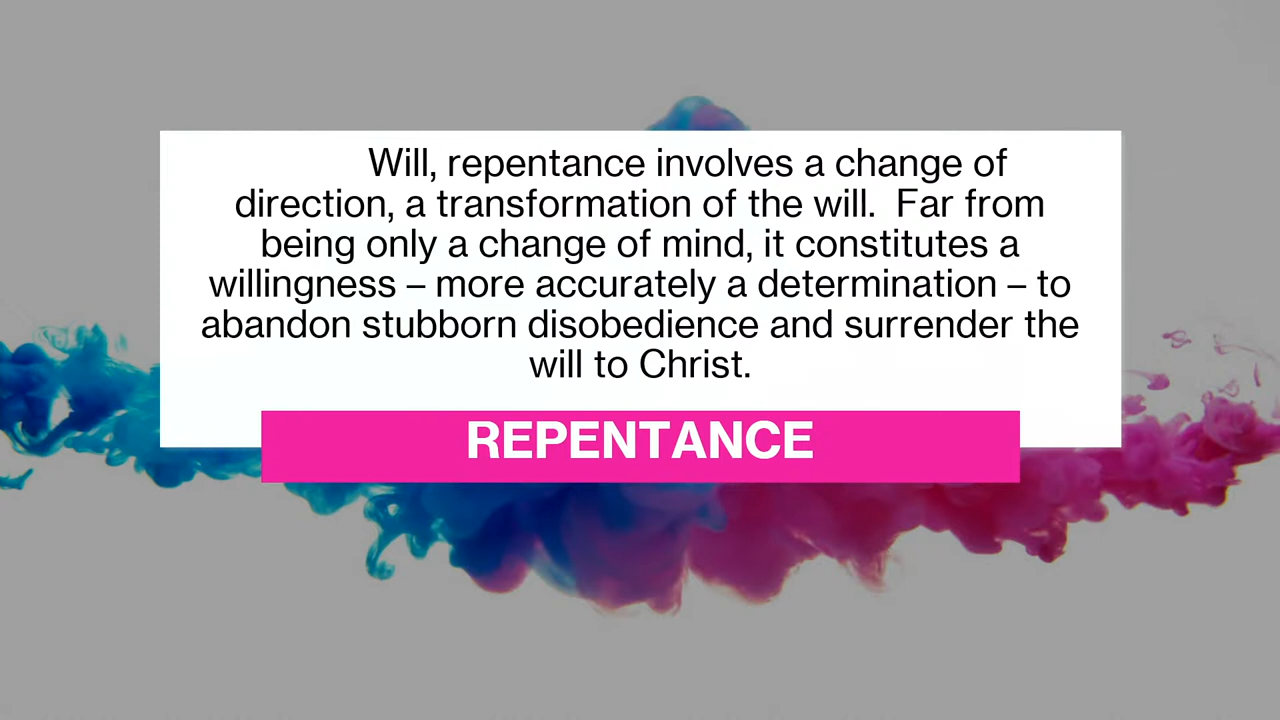 Will, repentance involves a change of
direction, a transformation of the will.  Far from
being only a change of mind, it constitutes a
willingness – more accurately a determination – to
abandon stubborn disobedience and surrender the
will to Christ.
REPENTANCE